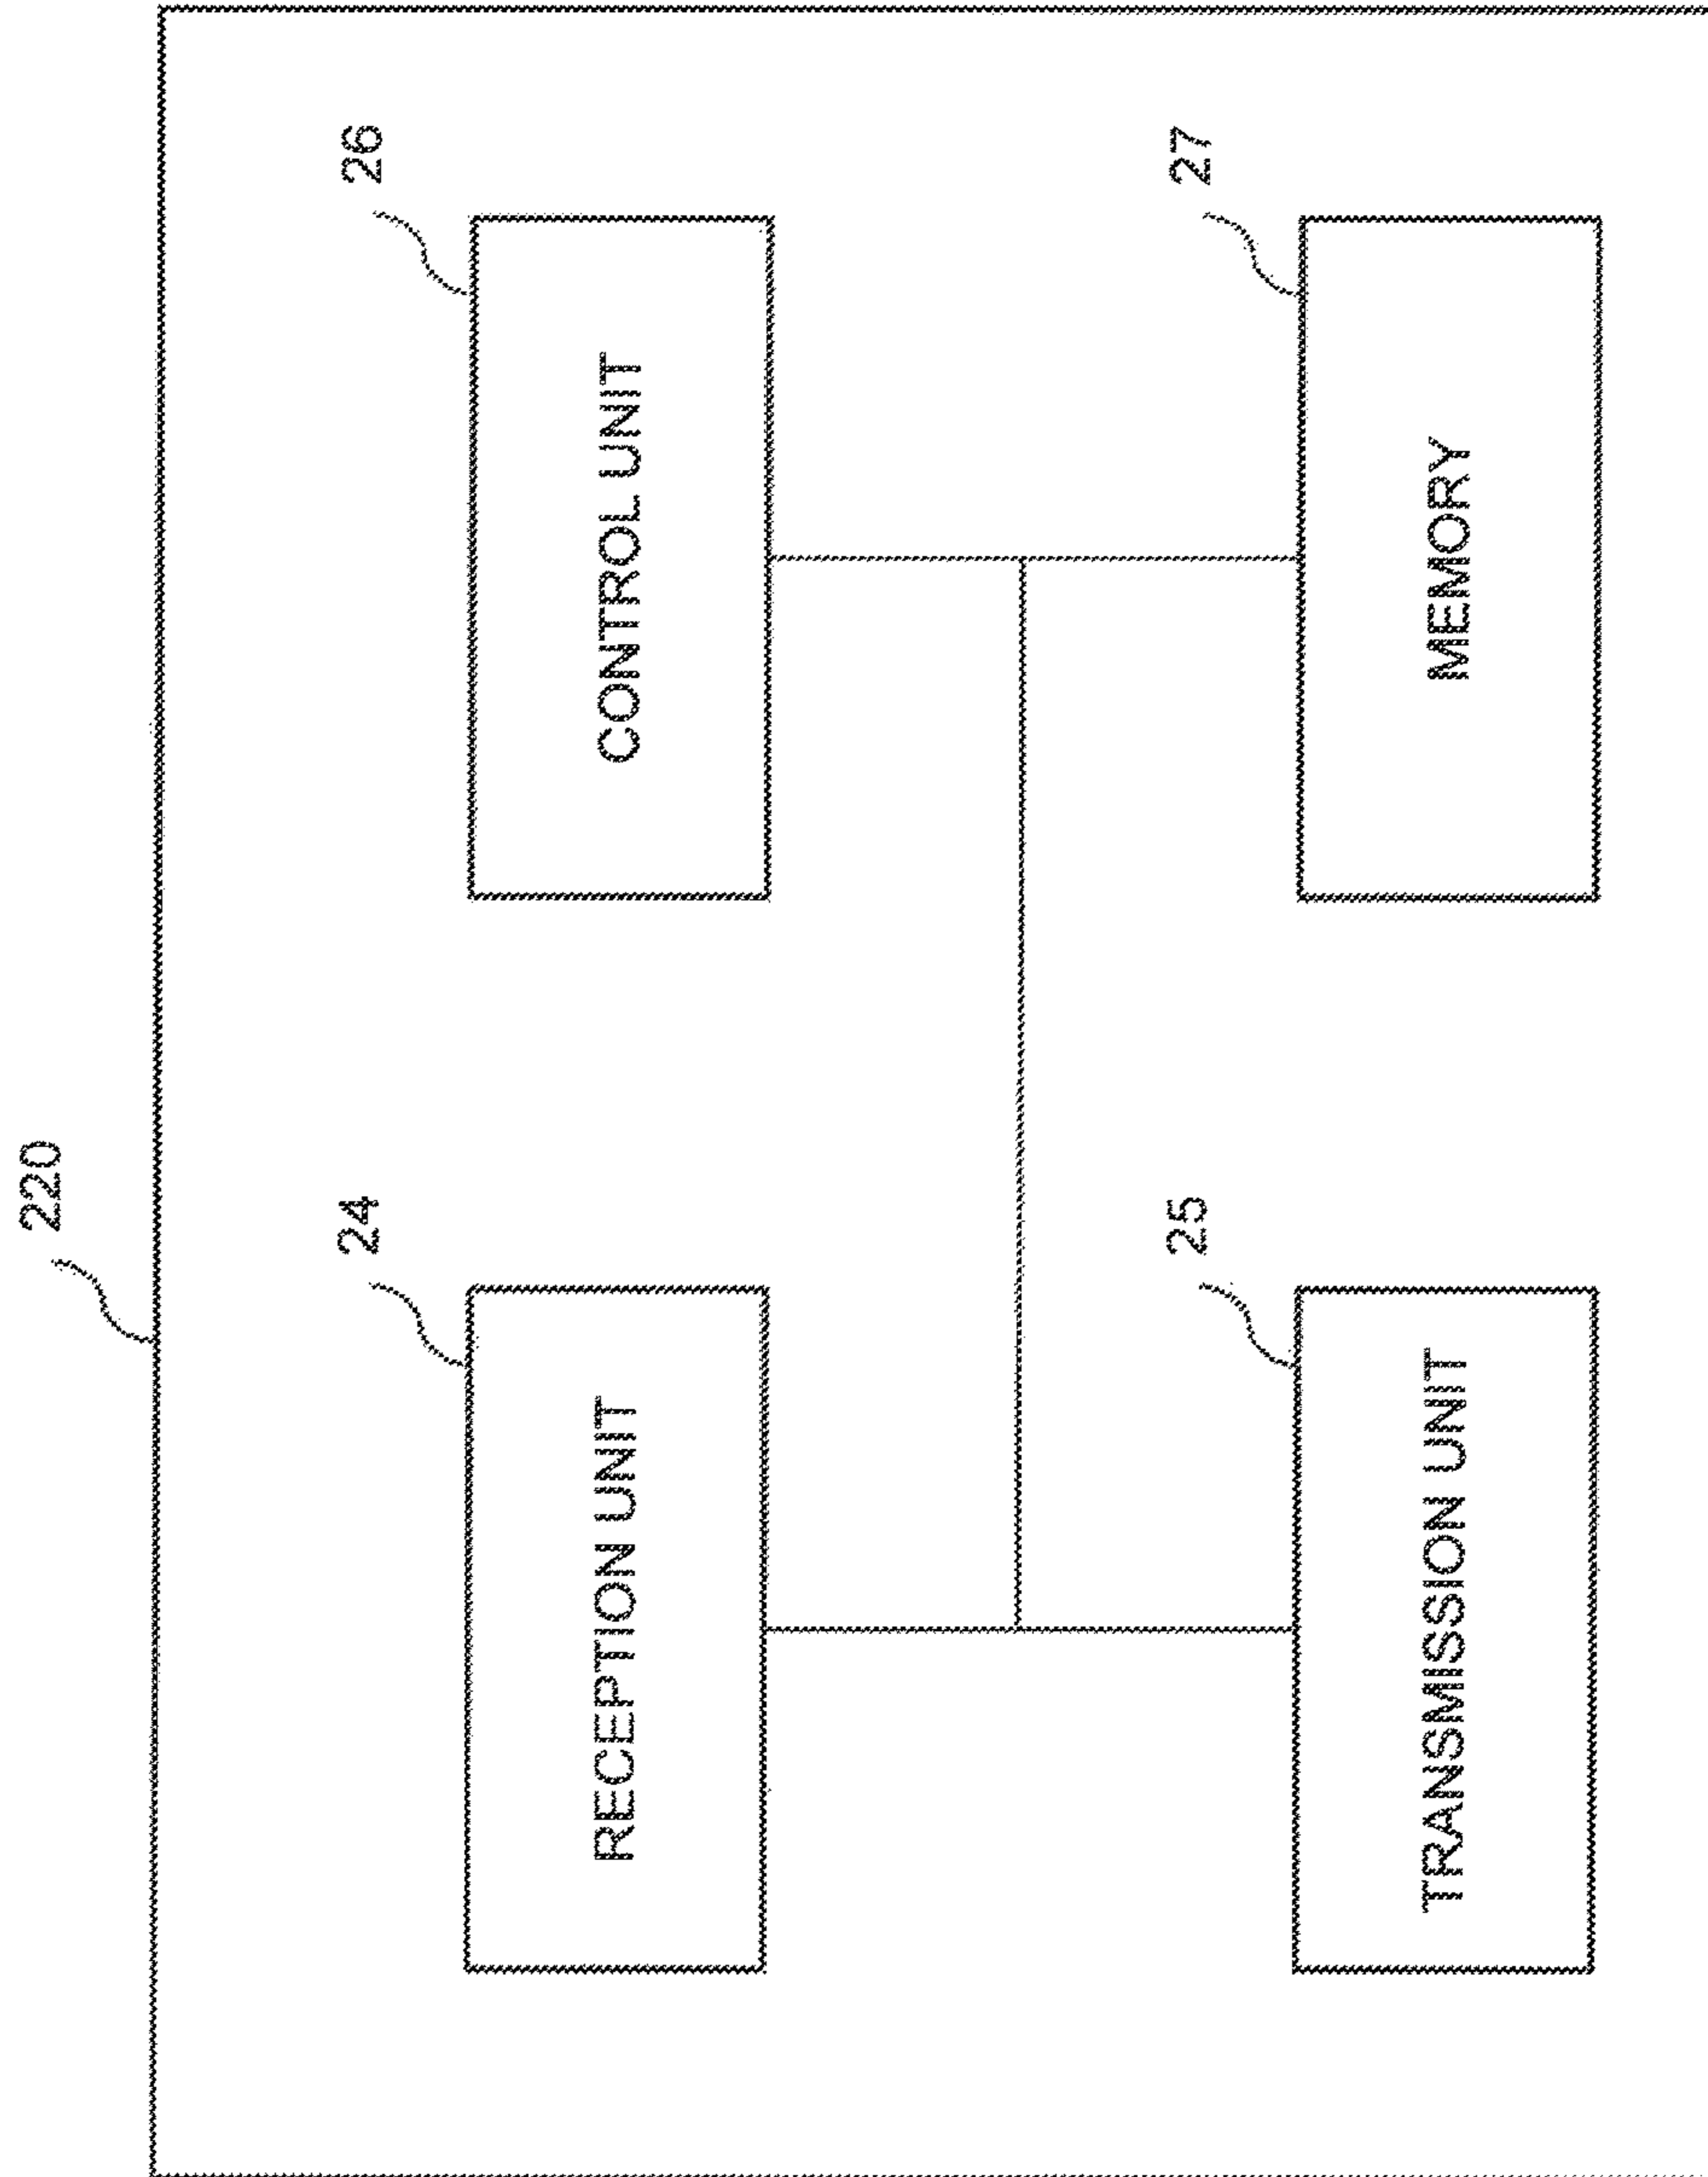 220
24
RECEPTION UNIT
26
CONTROL UNIT
25
TRANSMISSION UNIT
27
MEMORY